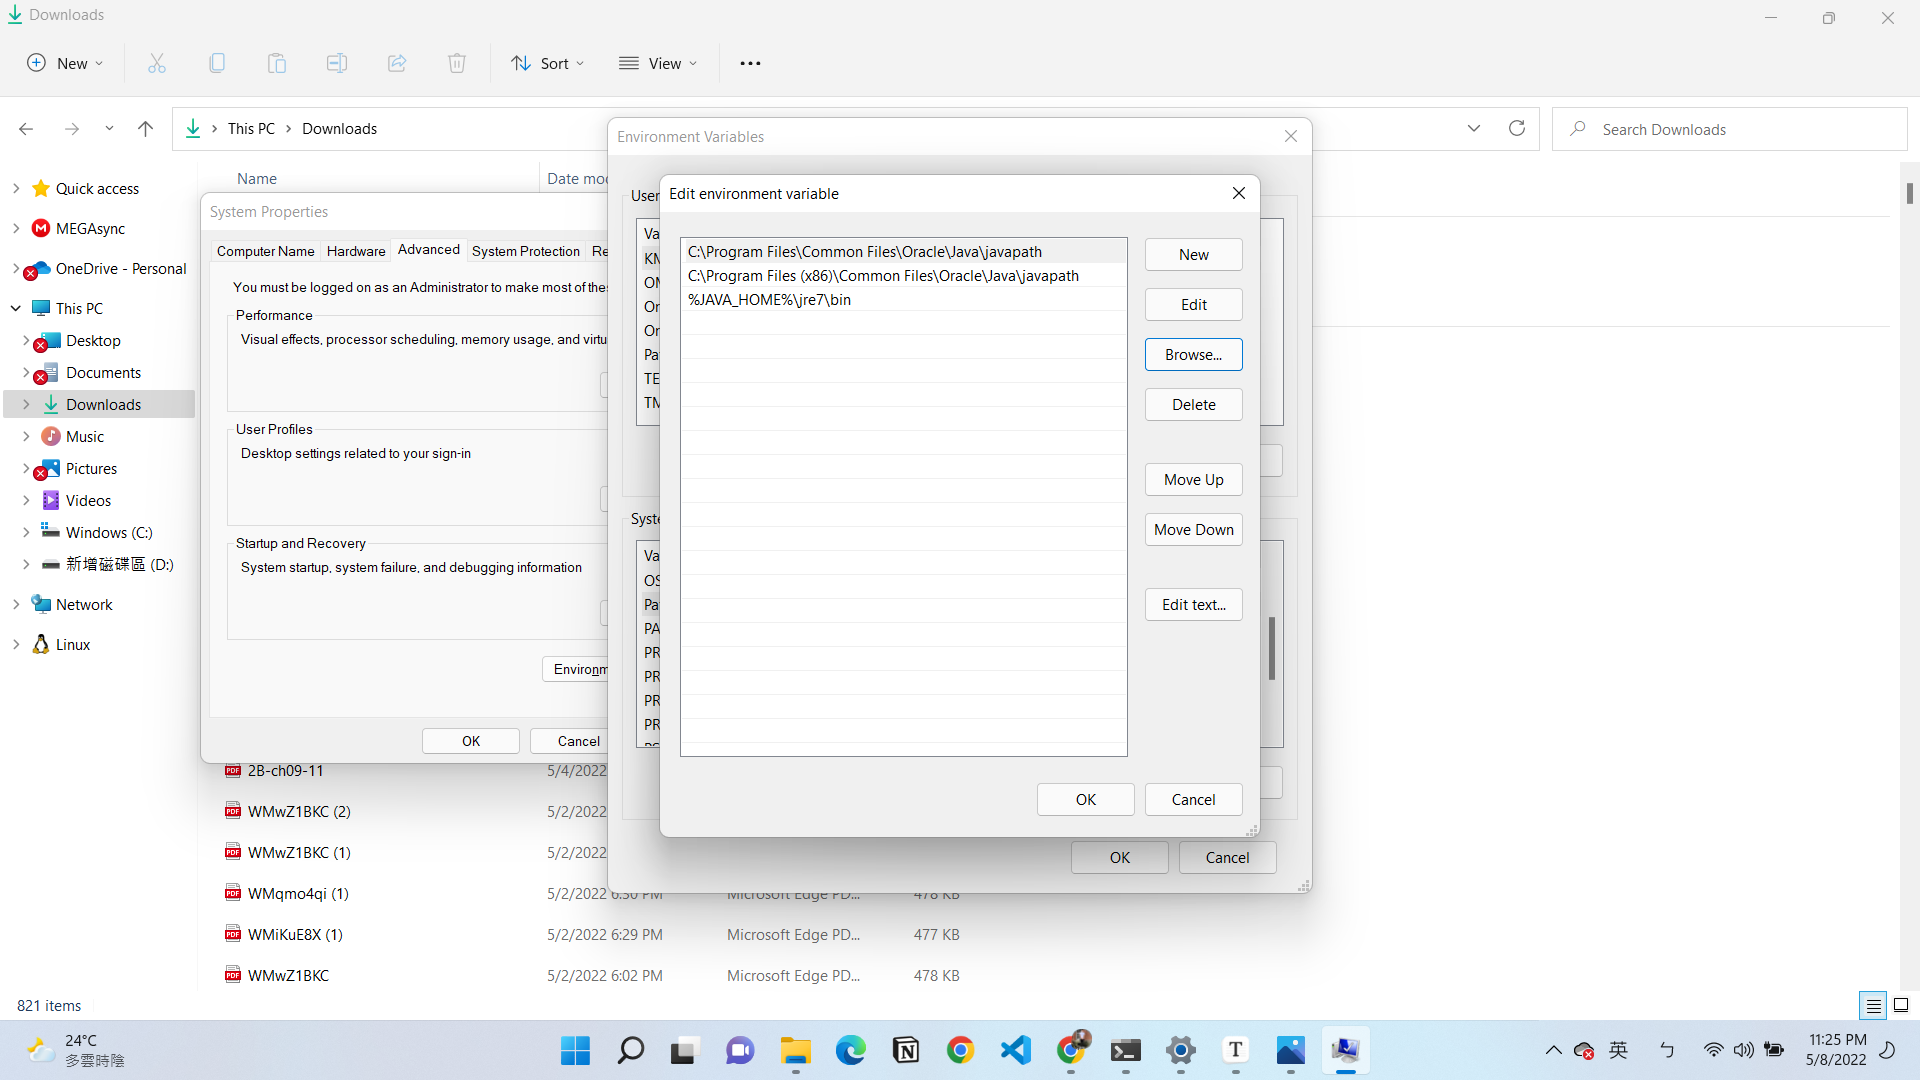 Downloads
New
Sort
View
This PC
Downloads
Search Downloads
Quick access
MEGAsync
OneDrive - Personal
This PC
Desktop
Documents
Downloads
Music
Pictures
Videos
Windows (C:)
新增磁碟區 (D:)
Network
Linux
Name
Date mo
System Properties
Computer Name
Hardware
Advanced
System Protection
Re
You must be logged on as an Administrator to make most of the
Performance
Visual effects, processor scheduling, memory usage, and virtu
User Profiles
Desktop settings related to your sign-in
Startup and Recovery
System startup, system failure, and debugging information
Environm
OK
Cancel
Environment Variables
User
Va
KM
OM
On
On
Pa
TE
TM
Syste
Va
OS
Pa
PA
PR
PR
PR
PR
Edit environment variable
C:\Program Files\Common Files\Oracle\Java\javapath
C:\Program Files (x86)\Common Files\Oracle\Java\javapath
%JAVA_HOME%\jre7\bin
New
Edit
Browse...
Delete
Move Up
Move Down
Edit text...
OK
Cancel
OK
Cancel
2B-ch09-11 5/4/2022
WMwZ1BKC (2) 5/2/2022
WMwZ1BKC (1) 5/2/2022
WMqmo4qi (1) 5/2/2022 6:30 PM Microsoft Edge PD... 478 KB
WMiKuE8X (1) 5/2/2022 6:29 PM Microsoft Edge PD... 477 KB
WMwZ1BKC 5/2/2022 6:02 PM Microsoft Edge PD... 478 KB
821 items
24°C
多雲時陰
英
ㄅ
11:25 PM
5/8/2022